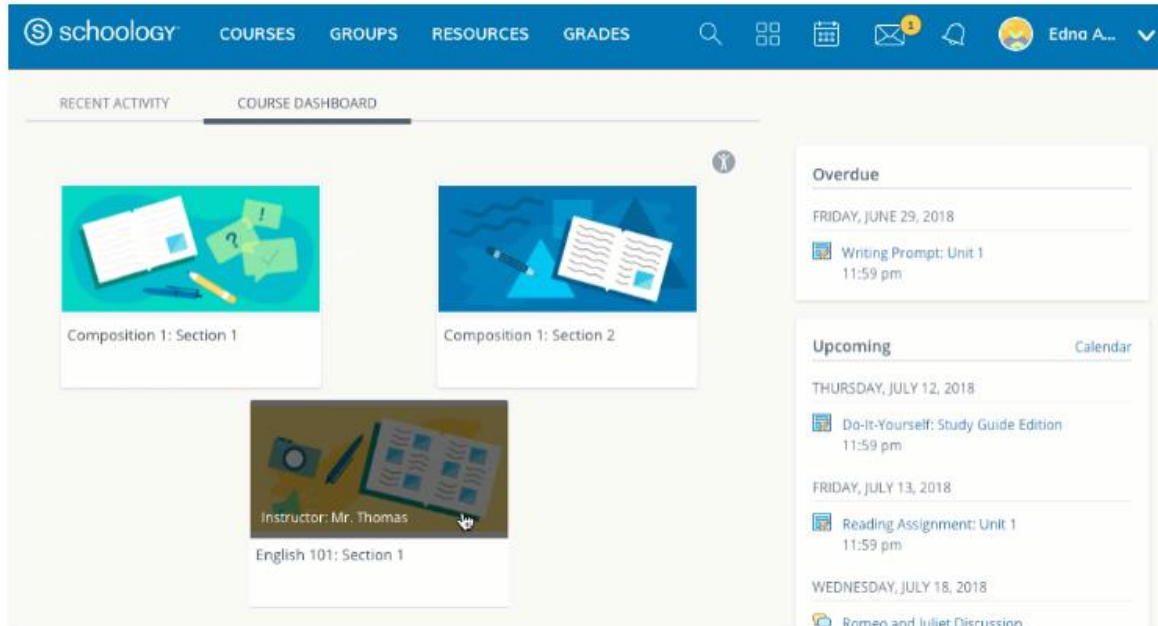 schoology COURSES GROUPS RESOURCES GRADES 1 Edna A...
RECENT ACTIVITY COURSE DASHBOARD
Composition 1: Section 1
Composition 1: Section 2
Instructor: Mr. Thomas
English 101: Section 1
Overdue
FRIDAY, JUNE 29, 2018
Writing Prompt: Unit 1
11:59 pm
Upcoming Calendar
THURSDAY, JULY 12, 2018
Do-It-Yourself: Study Guide Edition
11:59 pm
FRIDAY, JULY 13, 2018
Reading Assignment: Unit 1
11:59 pm
WEDNESDAY, JULY 18, 2018
Romeo and Juliet Discussion